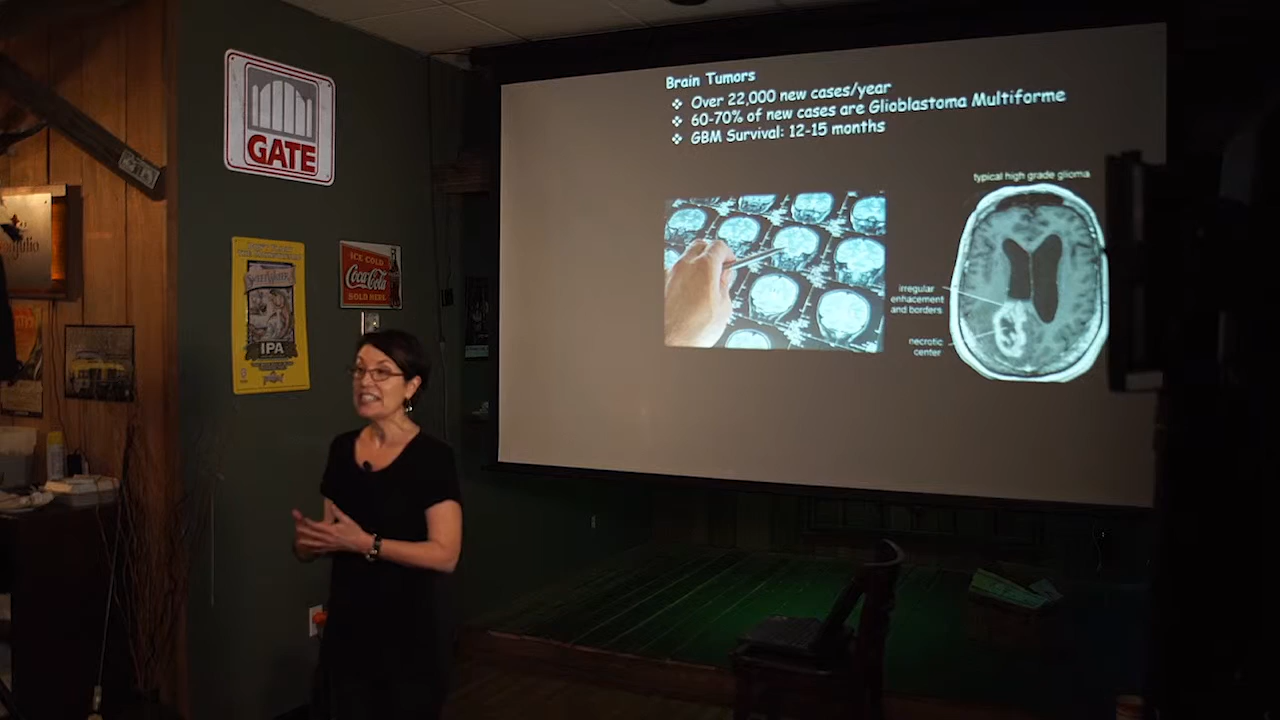 Brain Tumors
Over 22,000 new cases/year
60-70% of new cases are Glioblastoma Multiforme
GBM Survival: 12-15 months
typical high grade glioma
irregular
enhacement
and borders
necrotic
center
GATE
SWEETWATER
IPA
ICE COLD
Coca-Cola
SOLD HERE